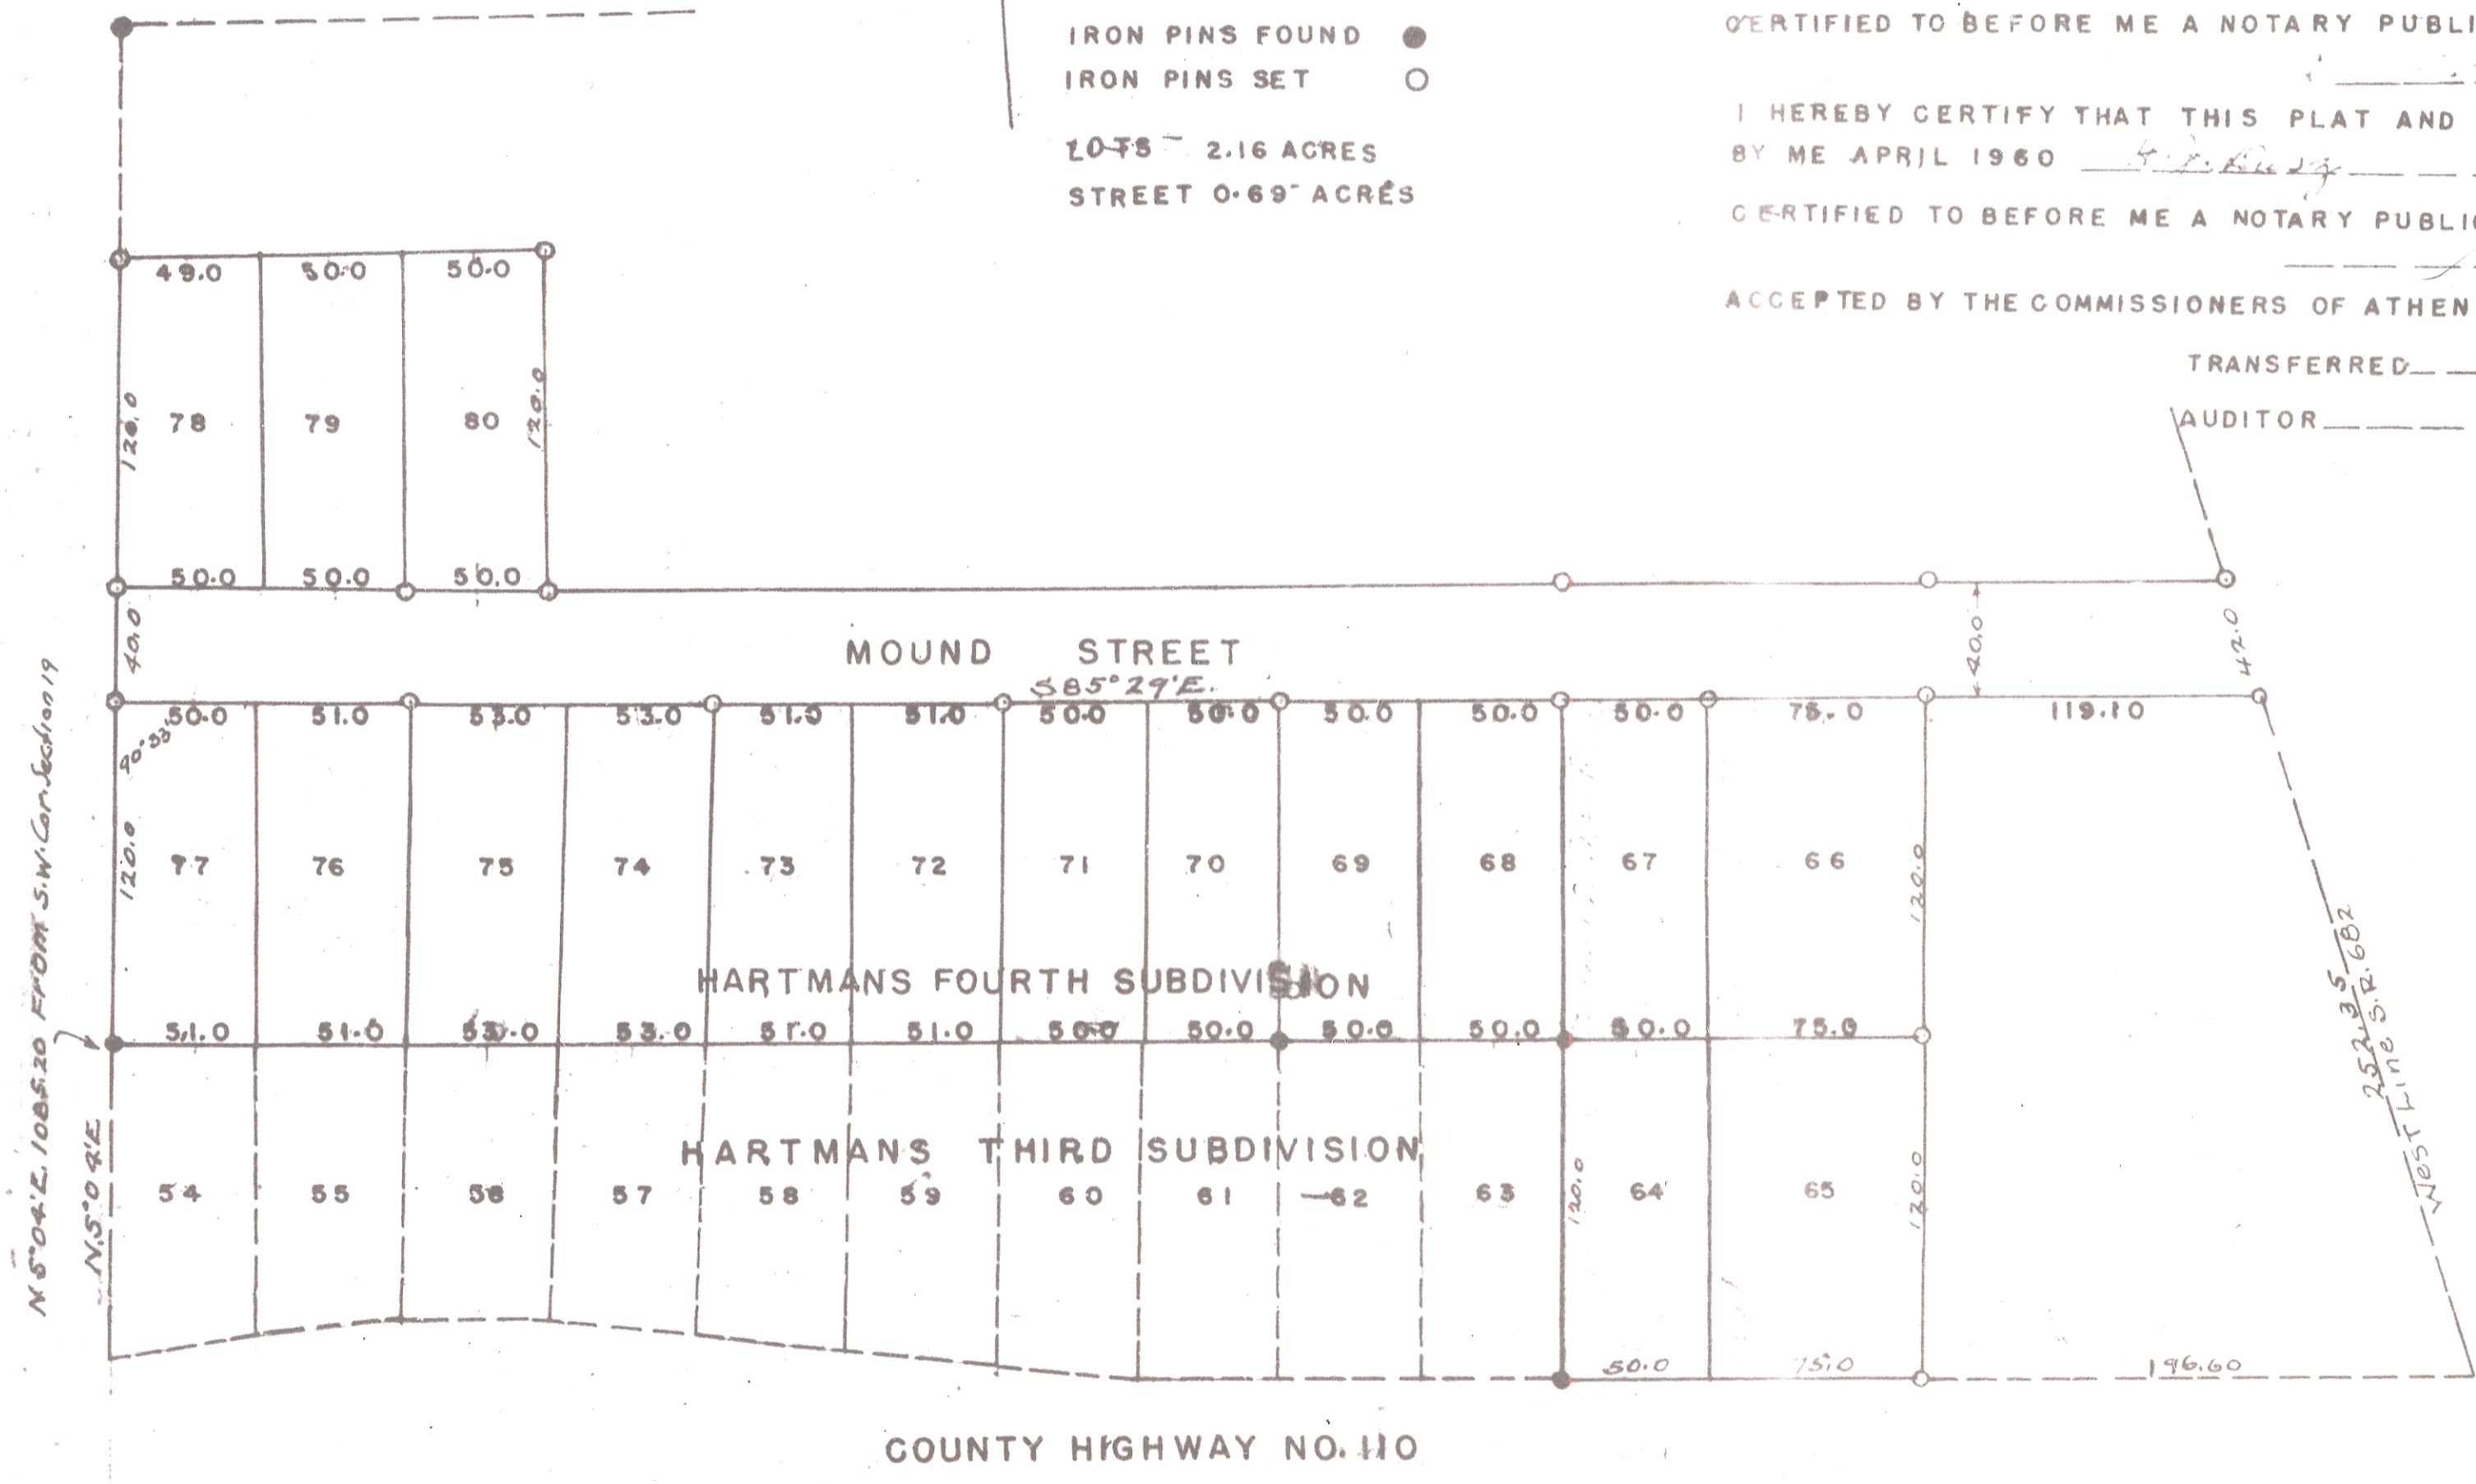 IRON PINS FOUND
IRON PINS SET
LOTS - 2.16 ACRES
STREET 0.69 ACRES
CERTIFIED TO BEFORE ME A NOTARY PUBLI
I HEREBY CERTIFY THAT THIS PLAT AND
BY ME APRIL 1960
CERTIFIED TO BEFORE ME A NOTARY PUBLIC
ACCEPTED BY THE COMMISSIONERS OF ATHEN
TRANSFERRED
AUDITOR
49.0 50.0 50.0
120.0 78 79 80 120.0
50.0 50.0 50.0
40.0 MOUND STREET 40.0 42.0
S85°29'E.
50.0 51.0 53.0 53.0 51.0 51.0 50.0 50.0 50.0 50.0 50.0 75.0 119.10
90°33'
120.0 77 76 75 74 73 72 71 70 69 68 67 66 120.0
HARTMANS FOURTH SUBDIVISION
51.0 51.0 53.0 53.0 51.0 51.0 50.0 50.0 50.0 50.0 50.0 75.0
N5°04'E. 1085.20 FROM S.W. Cor. Section 19
N.5°04'E
252.35
West Line S.R. 682
HARTMANS THIRD SUBDIVISION
54 55 56 57 58 59 60 61 62 63 120.0 64 65 120.0
50.0 75.0 196.60
COUNTY HIGHWAY NO. 110